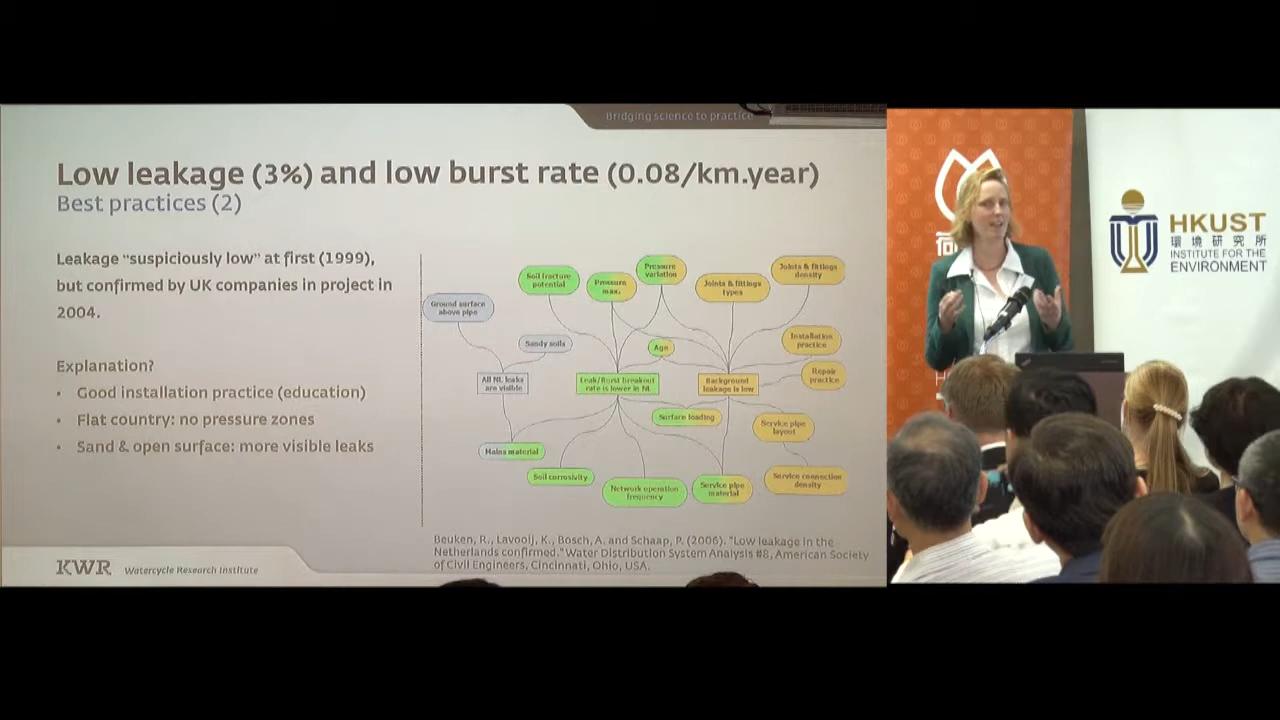 Bridging science to practice
Low leakage (3%) and low burst rate (0.08/km.year)
Best practices (2)
Leakage “suspiciously low” at first (1999),
but confirmed by UK companies in project in
2004.
Explanation?
• Good installation practice (education)
• Flat country: no pressure zones
• Sand & open surface: more visible leaks
Ground surface
above pipe
Soil fracture
potential
Pressure
max.
Pressure
variation
Joints & fittings
types
Joints & fittings
density
Sandy soils
Age
Installation
practice
All NL leaks
are visible
Leak/Burst breakout
rate is lower in NL
Background
leakage is low
Repair
practice
Surface loading
Service pipe
layout
Mains material
Soil corrosivity
Network operation
frequency
Service pipe
material
Service connection
density
Beuken, R., Lavooij, K., Bosch, A. and Schaap, P. (2006). "Low leakage in the
Netherlands confirmed." Water Distribution System Analysis #8, American Society
of Civil Engineers, Cincinnati, Ohio, USA.
KWR Watercycle Research Institute
HKUST
環境研究所
INSTITUTE FOR THE
ENVIRONMENT